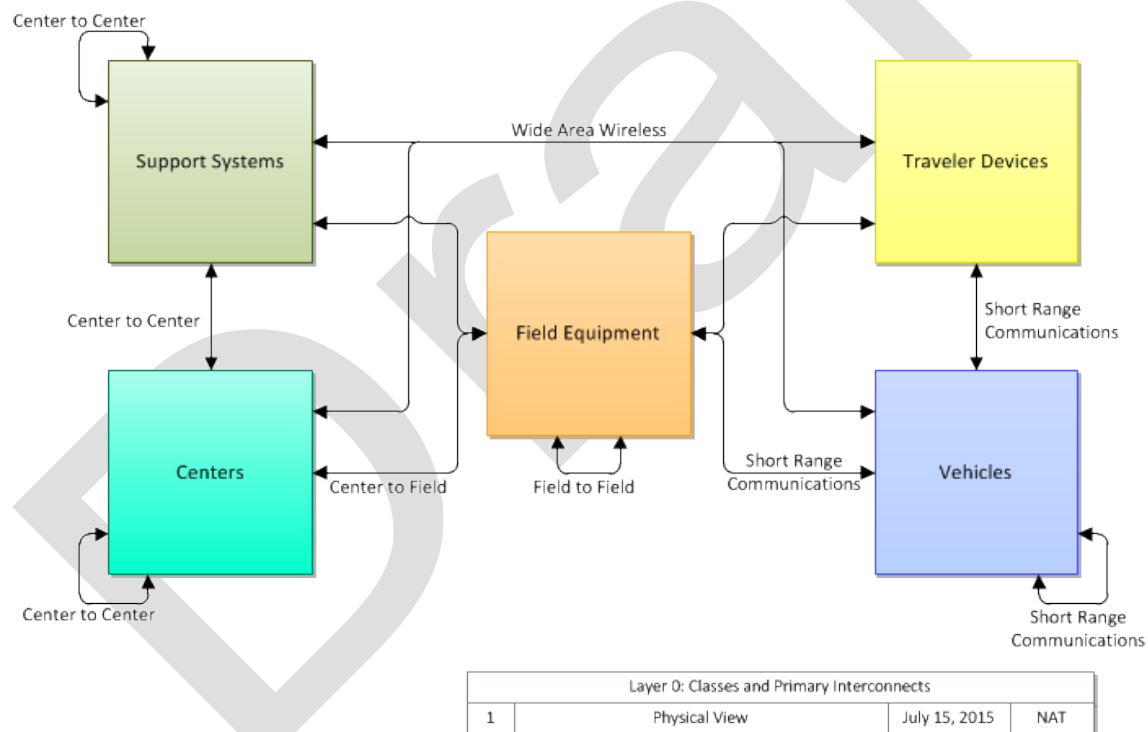 Center to Center
Support Systems
Wide Area Wireless
Traveler Devices
Center to Center
Field Equipment
Short Range
Communications
Centers
Center to Field
Field to Field
Short Range
Communications
Vehicles
Center to Center
Short Range
Communications
Layer 0: Classes and Primary Interconnects
1 Physical View July 15, 2015 NAT
Draft